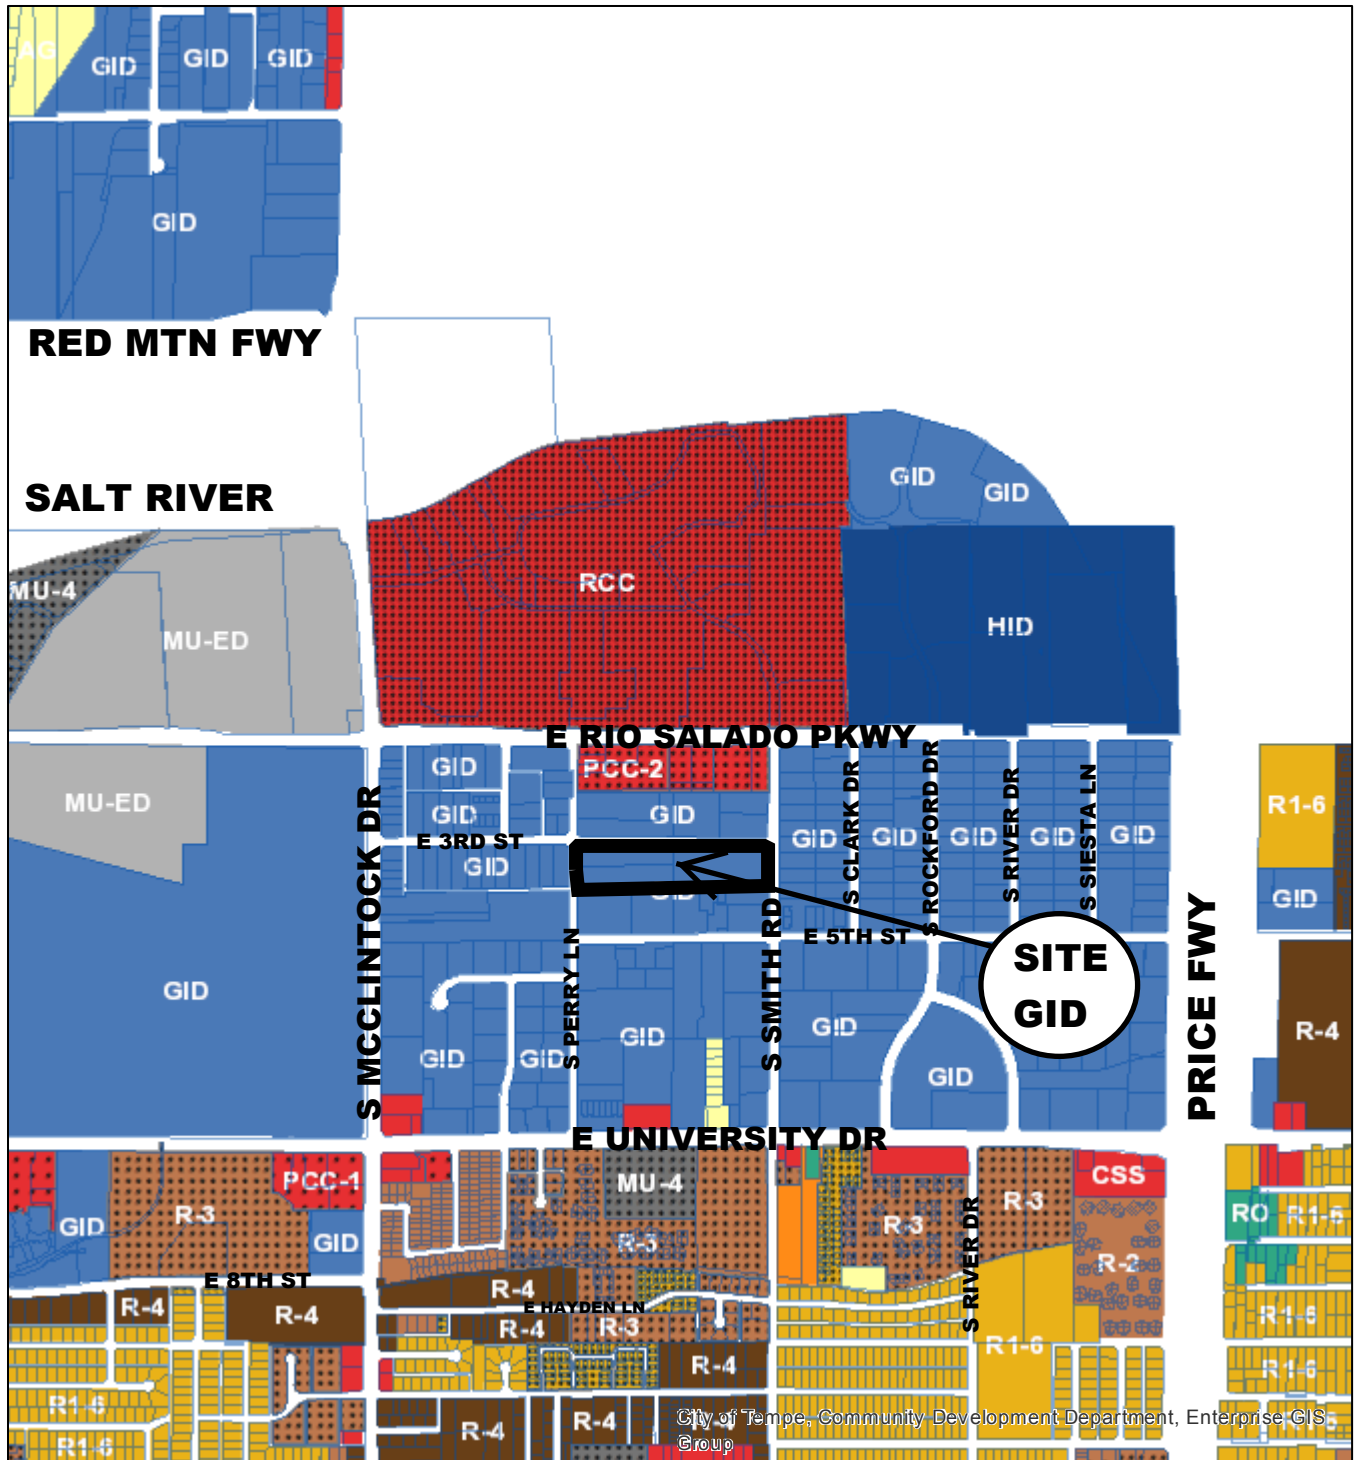 AG
GID
GID
GID
GID
RED MTN FWY
SALT RIVER
GID
GID
RCC
MU-4
MU-ED
HID
E RIO SALADO PKWY
PCC-2
GID
MU-ED
GID
GID
E 3RD ST
GID
GID
S MCCLINTOCK DR
GID
S CLARK DR
GID
S ROCKFORD DR
GID
S RIVER DR
GID
S SIESTA LN
GID
R1-6
GID
GID
E 5TH ST
SITE
GID
PRICE FWY
S PERRY LN
S SMITH RD
GID
GID
GID
GID
GID
GID
R-4
E UNIVERSITY DR
PCC-1
R-3
GID
GID
MU-4
R-3
R-3
R-3
CSS
R-2
S RIVER DR
RO
R1-6
E 8TH ST
R-4
R-4
R-4
E HAYDEN LN
R-4
R-3
R-4
R1-6
R1-6
R1-6
R1-6
R1-6
R-4
R-4
City of Tempe, Community Development Department, Enterprise GIS
Group